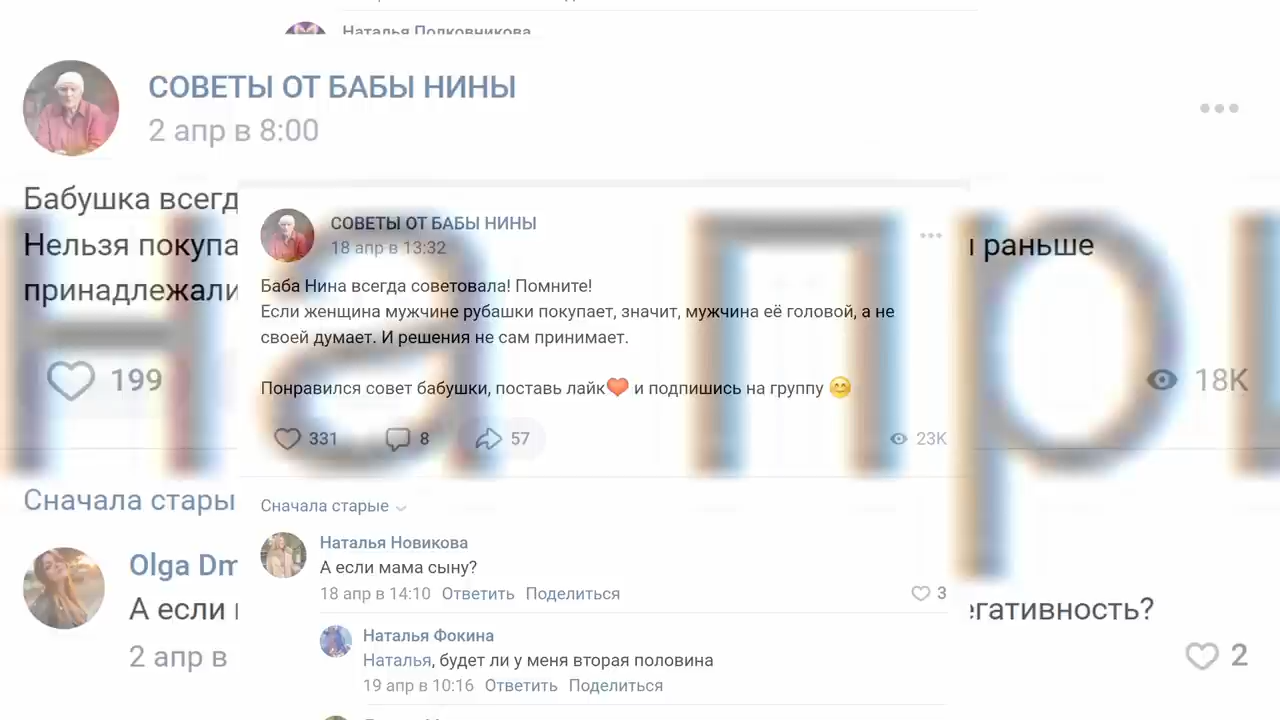 Наталья Полковникова
СОВЕТЫ ОТ БАБЫ НИНЫ
2 апр в 8:00
Бабушка всегд
Нельзя покупа
раньше
принадлежали
199
18K
Сначала стары
Olga Dm
А если
егативность?
2 апр в
2
на при
СОВЕТЫ ОТ БАБЫ НИНЫ
18 апр в 13:32
Баба Нина всегда советовала! Помните!
Если женщина мужчине рубашки покупает, значит, мужчина её головой, а не
своей думает. И решения не сам принимает.
Понравился совет бабушки, поставь лайк❤️ и подпишись на группу 😊
331 8 57
23K
Сначала старые
Наталья Новикова
А если мама сыну?
18 апр в 14:10 Ответить Поделиться
3
Наталья Фокина
Наталья, будет ли у меня вторая половина
19 апр в 10:16 Ответить Поделиться